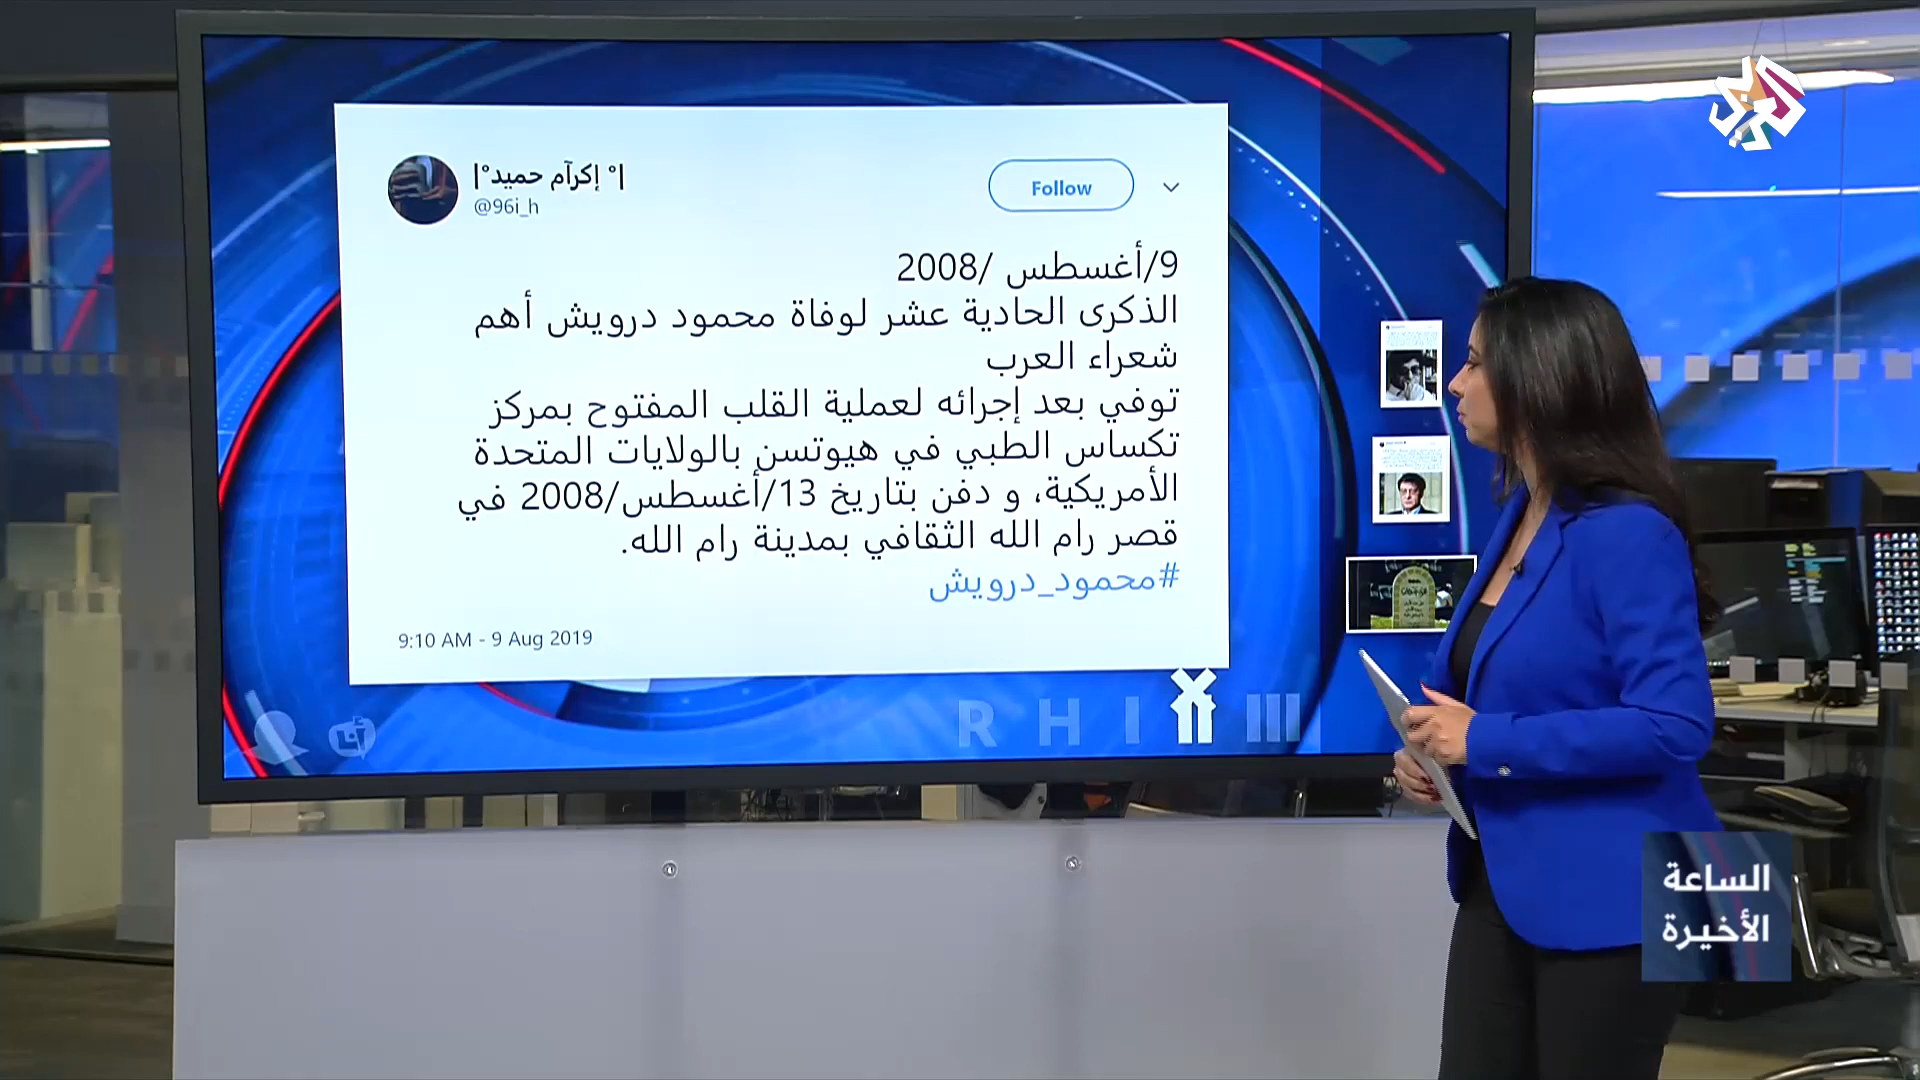 |° إكرآم حميد°|
@96i_h
Follow
9/أغسطس /2008
الذكرى الحادية عشر لوفاة محمود درويش أهم
شعراء العرب
توفي بعد إجرائه لعملية القلب المفتوح بمركز
تكساس الطبي في هيوتسن بالولايات المتحدة
الأمريكية، و دفن بتاريخ 13/أغسطس/2008 في
قصر رام الله الثقافي بمدينة رام الله.
#محمود_درويش
9:10 AM - 9 Aug 2019
R H I
الساعة
الأخيرة